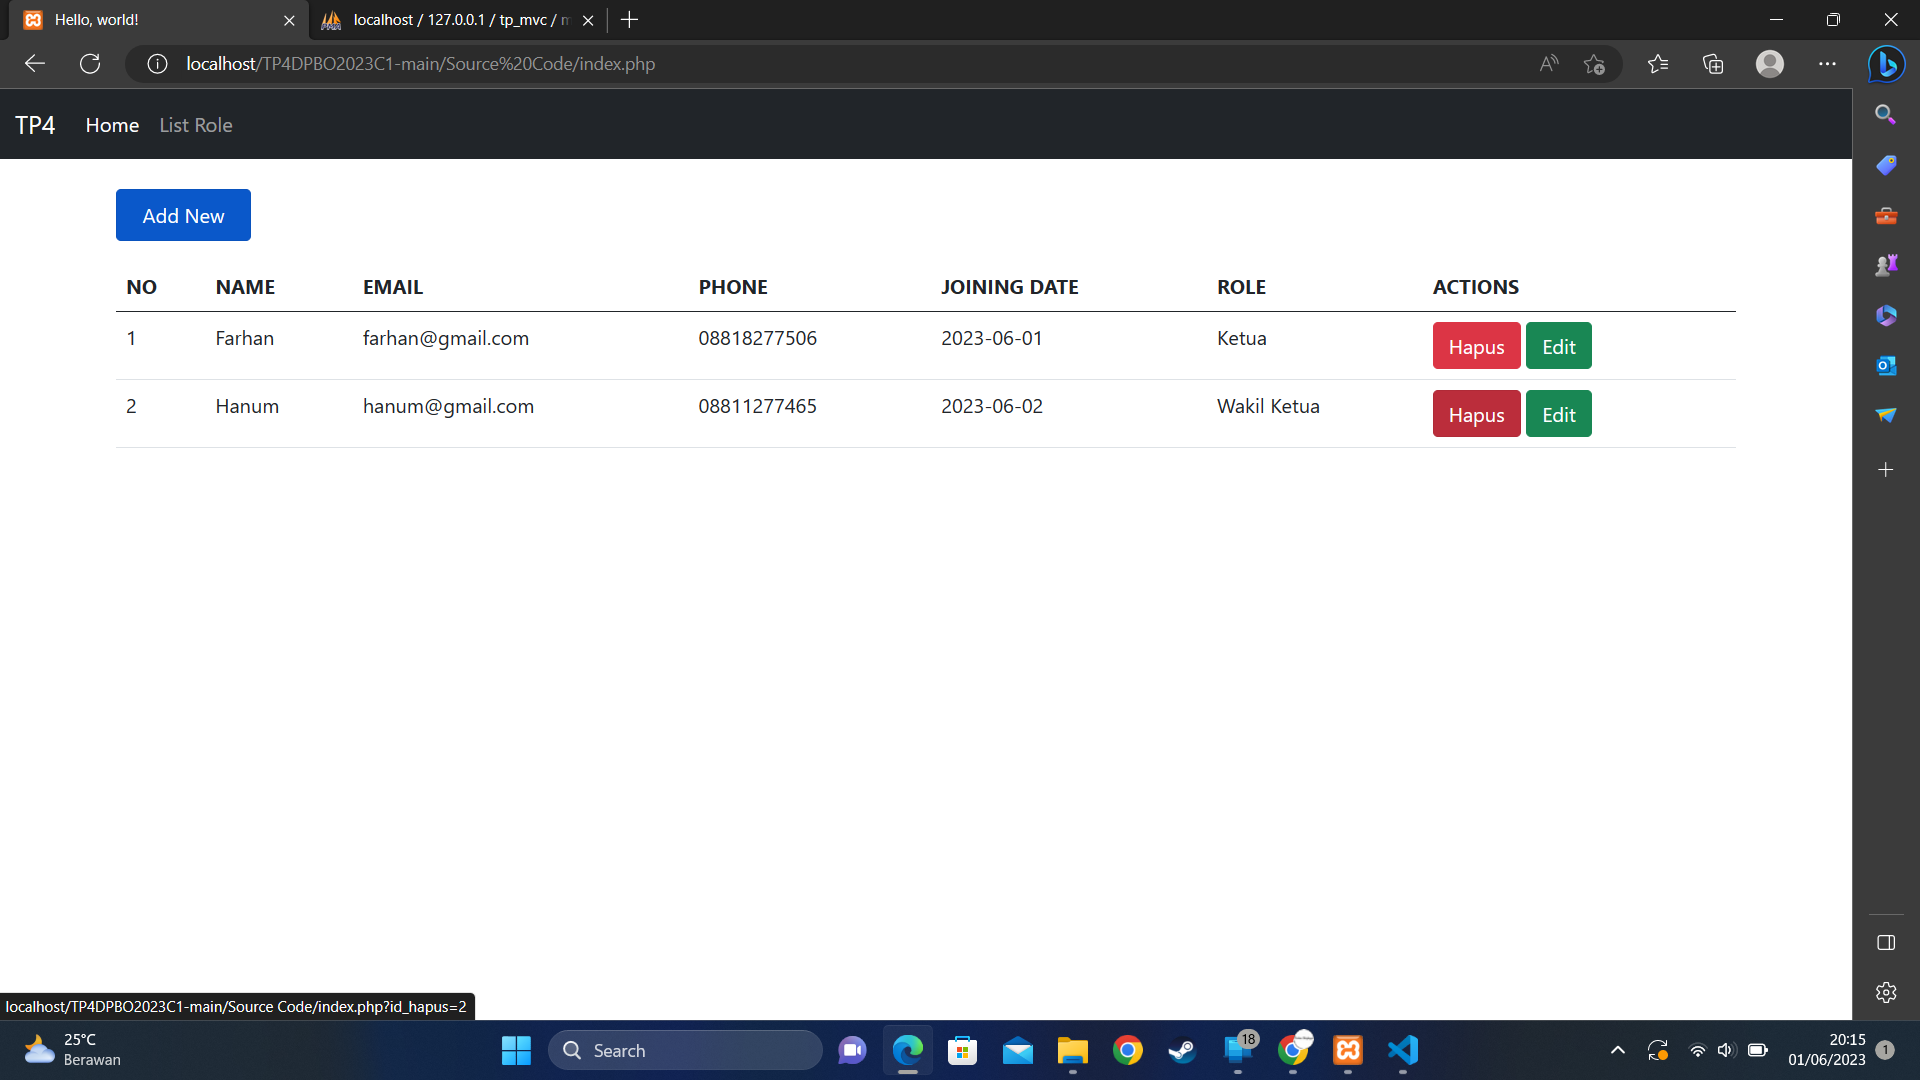 Hello, world!
localhost / 127.0.0.1 / tp_mvc /
localhost/TP4DPBO2023C1-main/Source%20Code/index.php
TP4 Home List Role
Add New
NO NAME EMAIL PHONE JOINING DATE ROLE ACTIONS
1 Farhan farhan@gmail.com 08818277506 2023-06-01 Ketua Hapus Edit
2 Hanum hanum@gmail.com 08811277465 2023-06-02 Wakil Ketua Hapus Edit
localhost/TP4DPBO2023C1-main/Source Code/index.php?id_hapus=2
25°C
Berawan
Search
18
20:15
01/06/2023
1